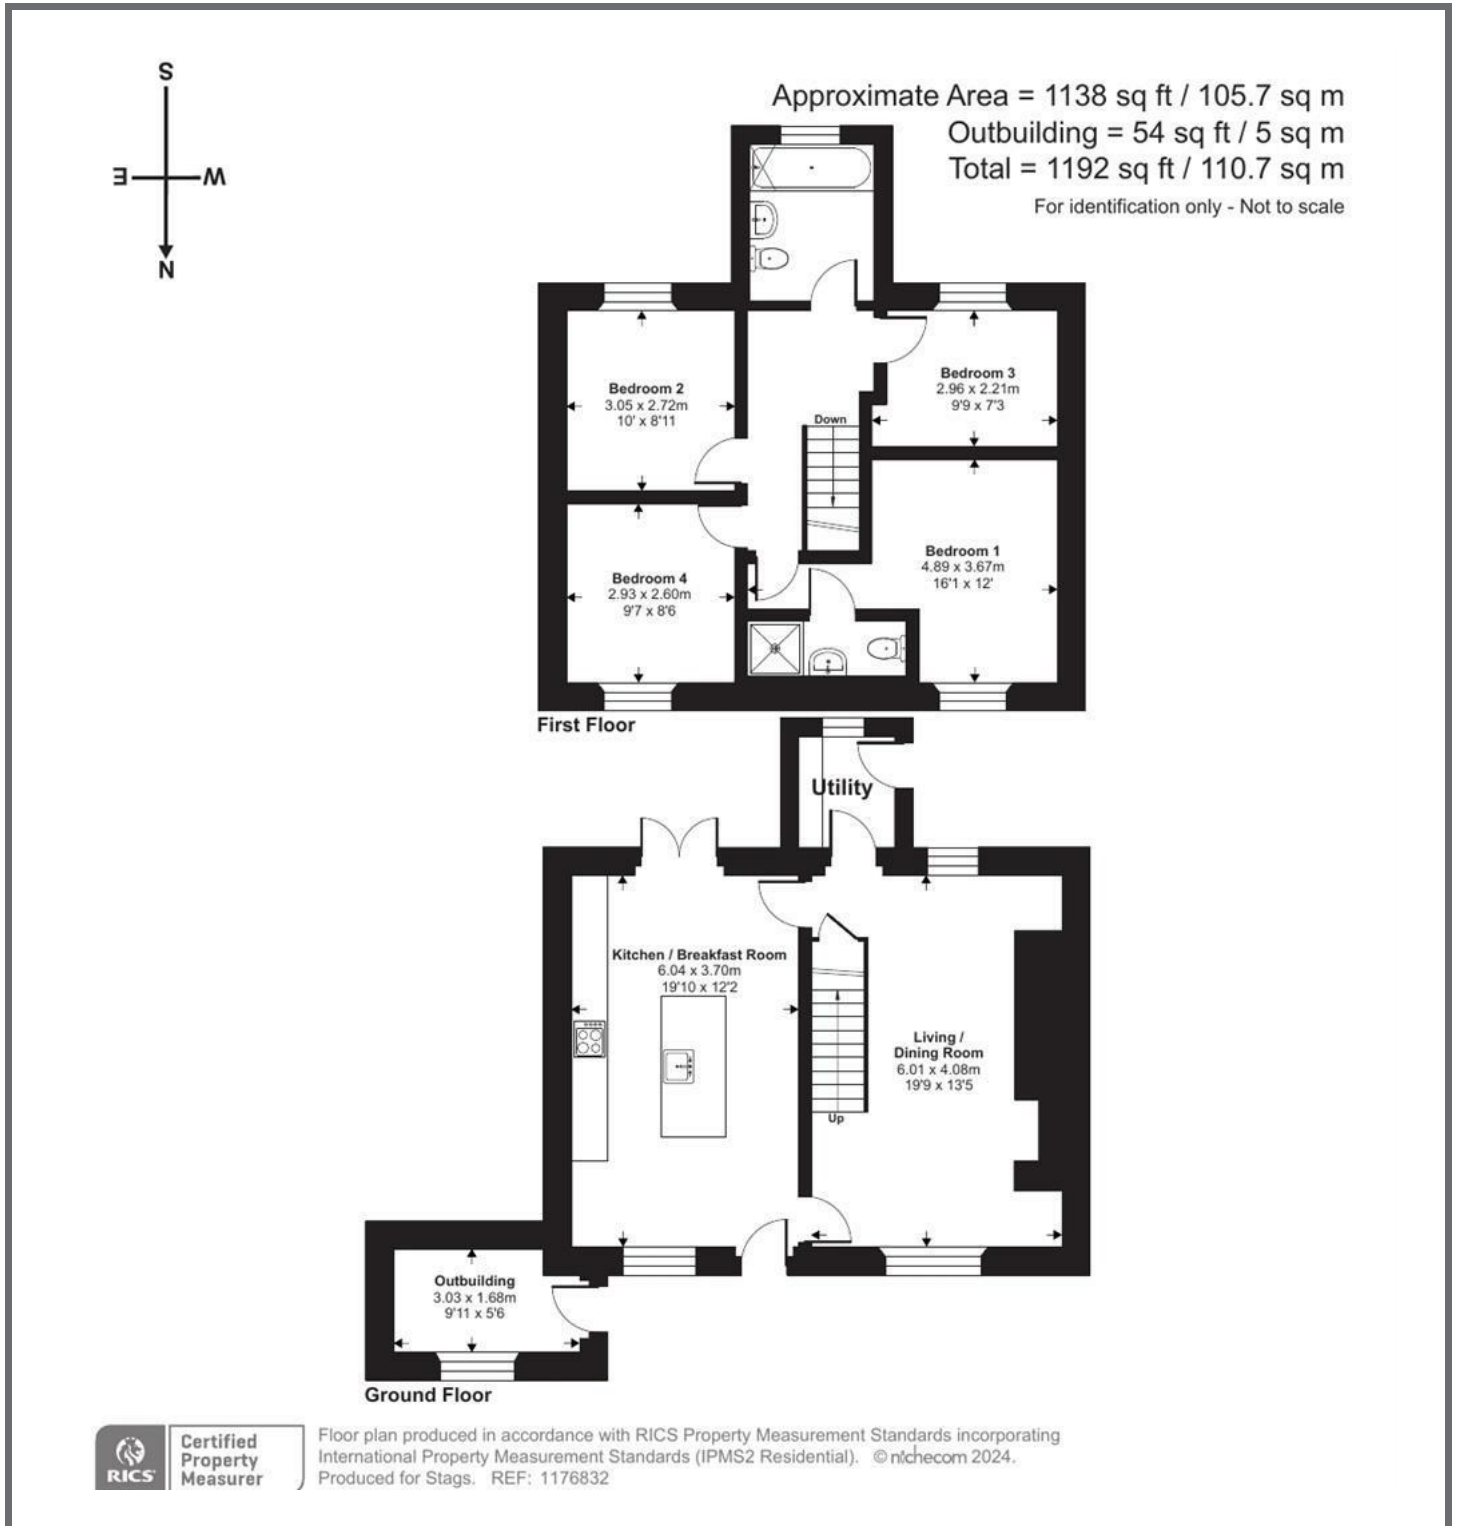 S
E W
N
Approximate Area = 1138 sq ft / 105.7 sq m
Outbuilding = 54 sq ft / 5 sq m
Total = 1192 sq ft / 110.7 sq m
For identification only - Not to scale
Bedroom 2
3.05 x 2.72m
10' x 8'11
Bedroom 3
2.96 x 2.21m
9'9 x 7'3
Down
Bedroom 1
4.89 x 3.67m
16'1 x 12'
Bedroom 4
2.93 x 2.60m
9'7 x 8'6
First Floor
Utility
Kitchen / Breakfast Room
6.04 x 3.70m
19'10 x 12'2
Living /
Dining Room
6.01 x 4.08m
19'9 x 13'5
Up
Outbuilding
3.03 x 1.68m
9'11 x 5'6
Ground Floor
RICS
Certified
Property
Measurer
Floor plan produced in accordance with RICS Property Measurement Standards incorporating
International Property Measurement Standards (IPMS2 Residential). © nichecom 2024.
Produced for Stags. REF: 1176832